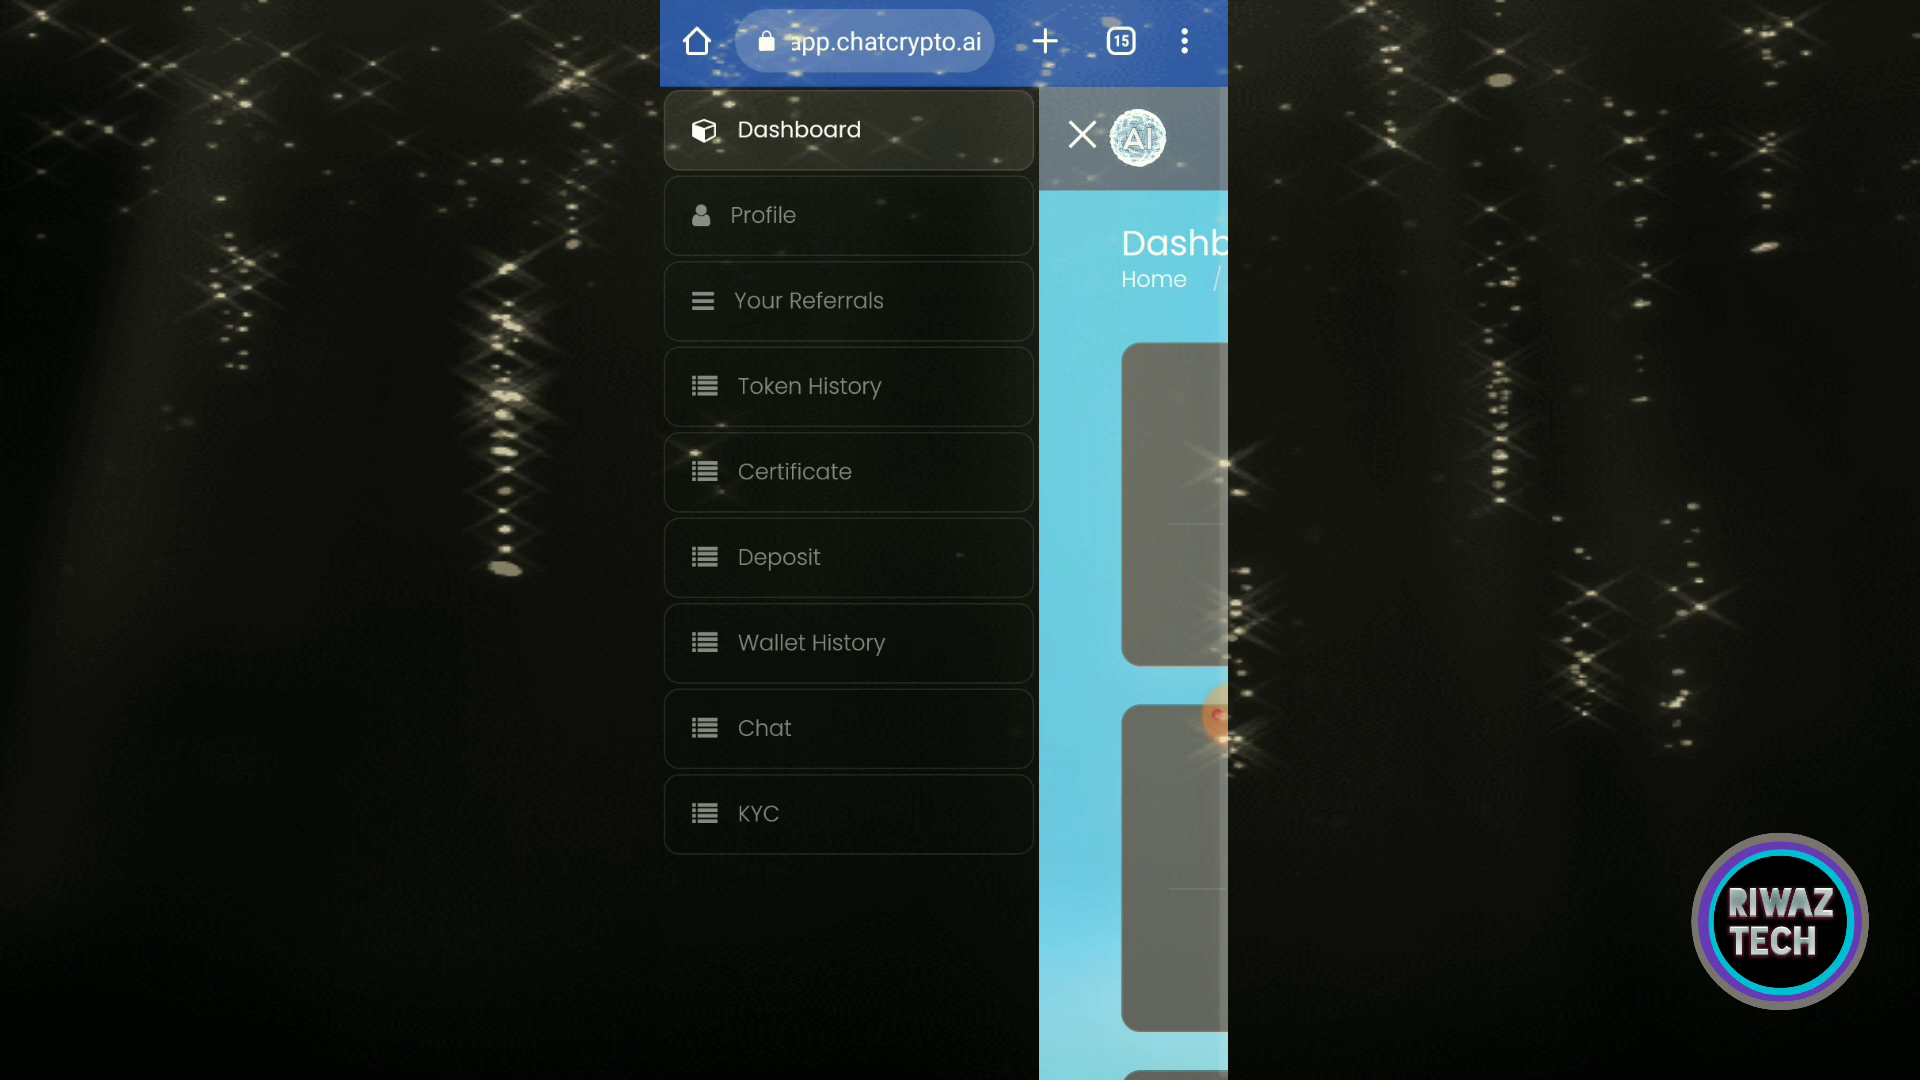 app.chatcrypto.ai
15
Dashboard
Profile
Your Referrals
Token History
Certificate
Deposit
Wallet History
Chat
KYC
AI
Dashb
Home /
RIWAZ
TECH